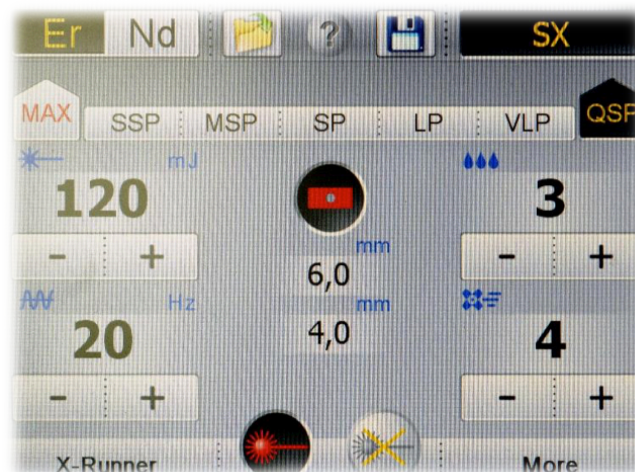 Er Nd ? SX
MAX SSP MSP SP LP VLP QSP
mJ
120 3
mm
- + 6,0 - +
Hz mm
20 4,0 4
- + - +
X-Runner More